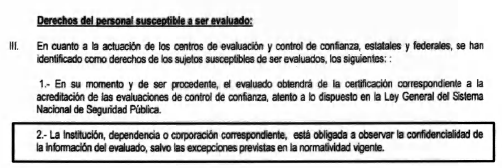 Derechos del personal susceptible a ser evaluado:
III. En cuanto a la actuación de los centros de evaluación y control de confianza, estatales y federales, se han
identificado como derechos de los sujetos susceptibles de ser evaluados, los siguientes: :
1.- En su momento y de ser procedente, el evaluado obtendrá de la certificación correspondiente a la
acreditación de las evaluaciones de control de confianza, atento a lo dispuesto en la Ley General del Sistema
Nacional de Seguridad Pública.
2.- La Institución, dependencia o corporación correspondiente, está obligada a observar la confidencialidad de
la información del evaluado, salvo las excepciones previstas en la normatividad vigente.